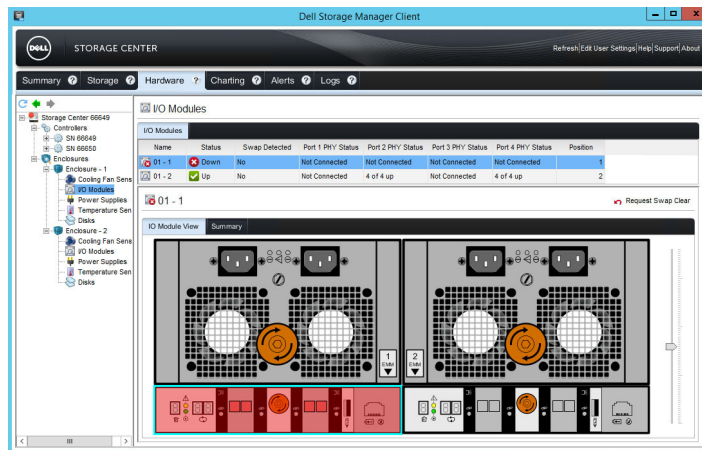 Dell Storage Manager Client
DELL STORAGE CENTER Refresh Edit User Settings Help Support About
Summary ? Storage ? Hardware ? Charting ? Alerts ? Logs ?
Storage Center 66649
Controllers
SN 66649
SN 66650
Enclosures
Enclosure - 1
Cooling Fan Sens
I/O Modules
Power Supplies
Temperature Sen
Disks
Enclosure - 2
Cooling Fan Sens
I/O Modules
Power Supplies
Temperature Sen
Disks
I/O Modules
I/O Modules
Name Status Swap Detected Port 1 PHY Status Port 2 PHY Status Port 3 PHY Status Port 4 PHY Status Position
01 - 1 Down No Not Connected Not Connected Not Connected Not Connected 1
01 - 2 Up No Not Connected 4 of 4 up Not Connected 4 of 4 up 2
01 - 1 Request Swap Clear
IO Module View Summary
1 2
EMM EMM